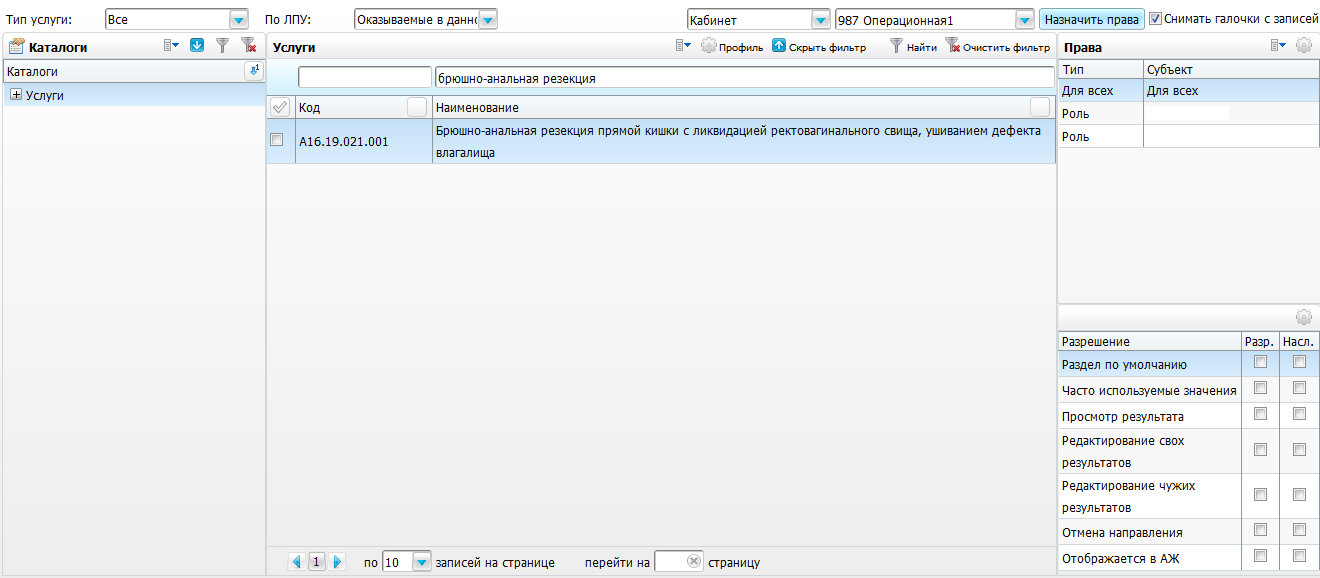 Тип услуги: Все По ЛПУ: Оказываемые в данно Кабинет 987 Операционная1 Назначить права Снимать галочки с записей
Каталоги
Каталоги
Услуги
Услуги Профиль Скрыть фильтр Найти Очистить фильтр
брюшно-анальная резекция
Код Наименование
A16.19.021.001 Брюшно-анальная резекция прямой кишки с ликвидацией ректовагинального свища, ушиванием дефекта
влагалища
1 по 10 записей на странице перейти на страницу
Права
Тип Субъект
Для всех Для всех
Роль
Роль
Разрешение Разр. Насл.
Раздел по умолчанию
Часто используемые значения
Просмотр результата
Редактирование свох
результатов
Редактирование чужих
результатов
Отмена направления
Отображается в АЖ